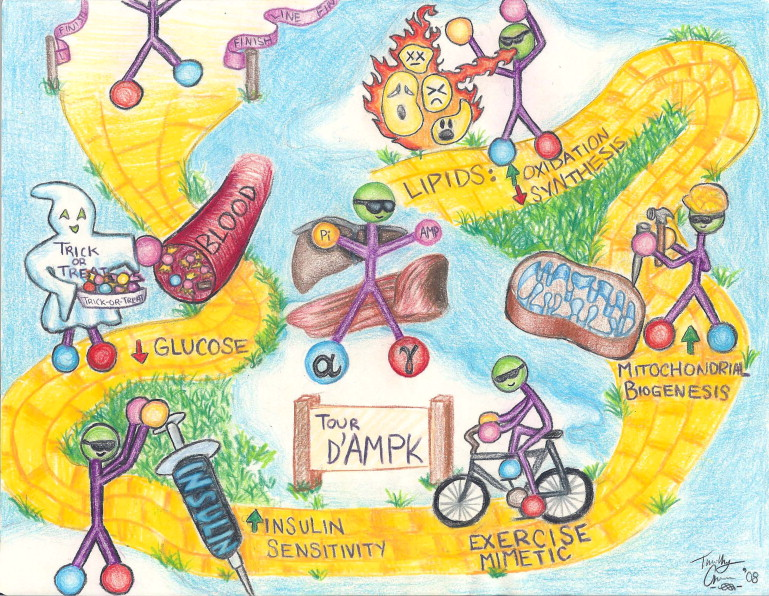 FINISH
LINE FIN
FINISH
LIPIDS:
OXIDATION
SYNTHESIS
BLOOD
TRICK
OR
TREAT
TRICK-OR-TREAT
Pi
AMP
GLUCOSE
α
γ
MITOCHONDRIAL
BIOGENESIS
TOUR
D'AMPK
INSULIN
INSULIN
SENSITIVITY
EXERCISE
MIMETIC
'08